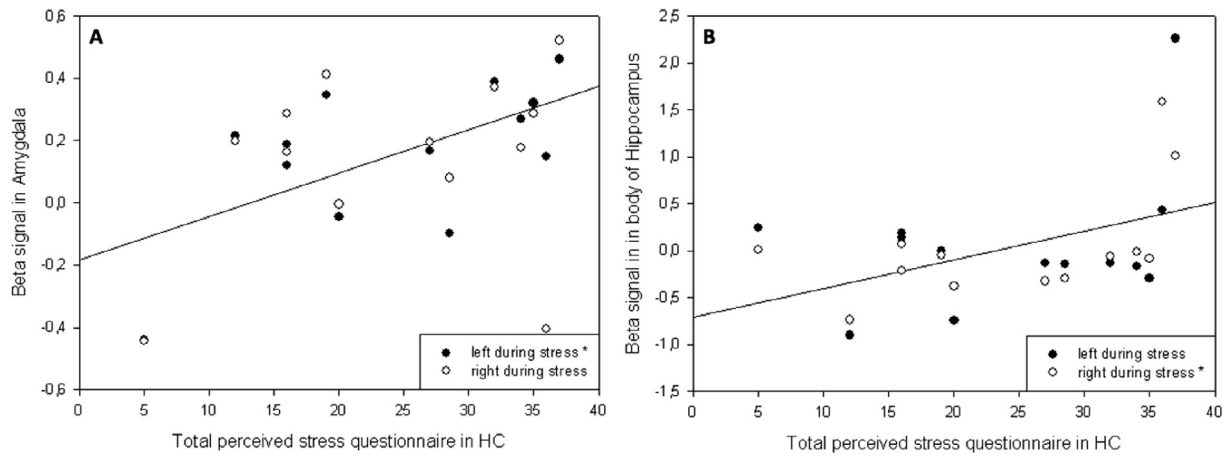 A
Beta signal in Amygdala
0,6
0,4
0,2
0,0
-0,2
-0,4
-0,6
0 5 10 15 20 25 30 35 40
Total perceived stress questionnaire in HC
left during stress *
right during stress
B
Beta signal in in body of Hippocampus
2,5
2,0
1,5
1,0
0,5
0,0
-0,5
-1,0
-1,5
0 5 10 15 20 25 30 35 40
Total perceived stress questionnaire in HC
left during stress
right during stress *